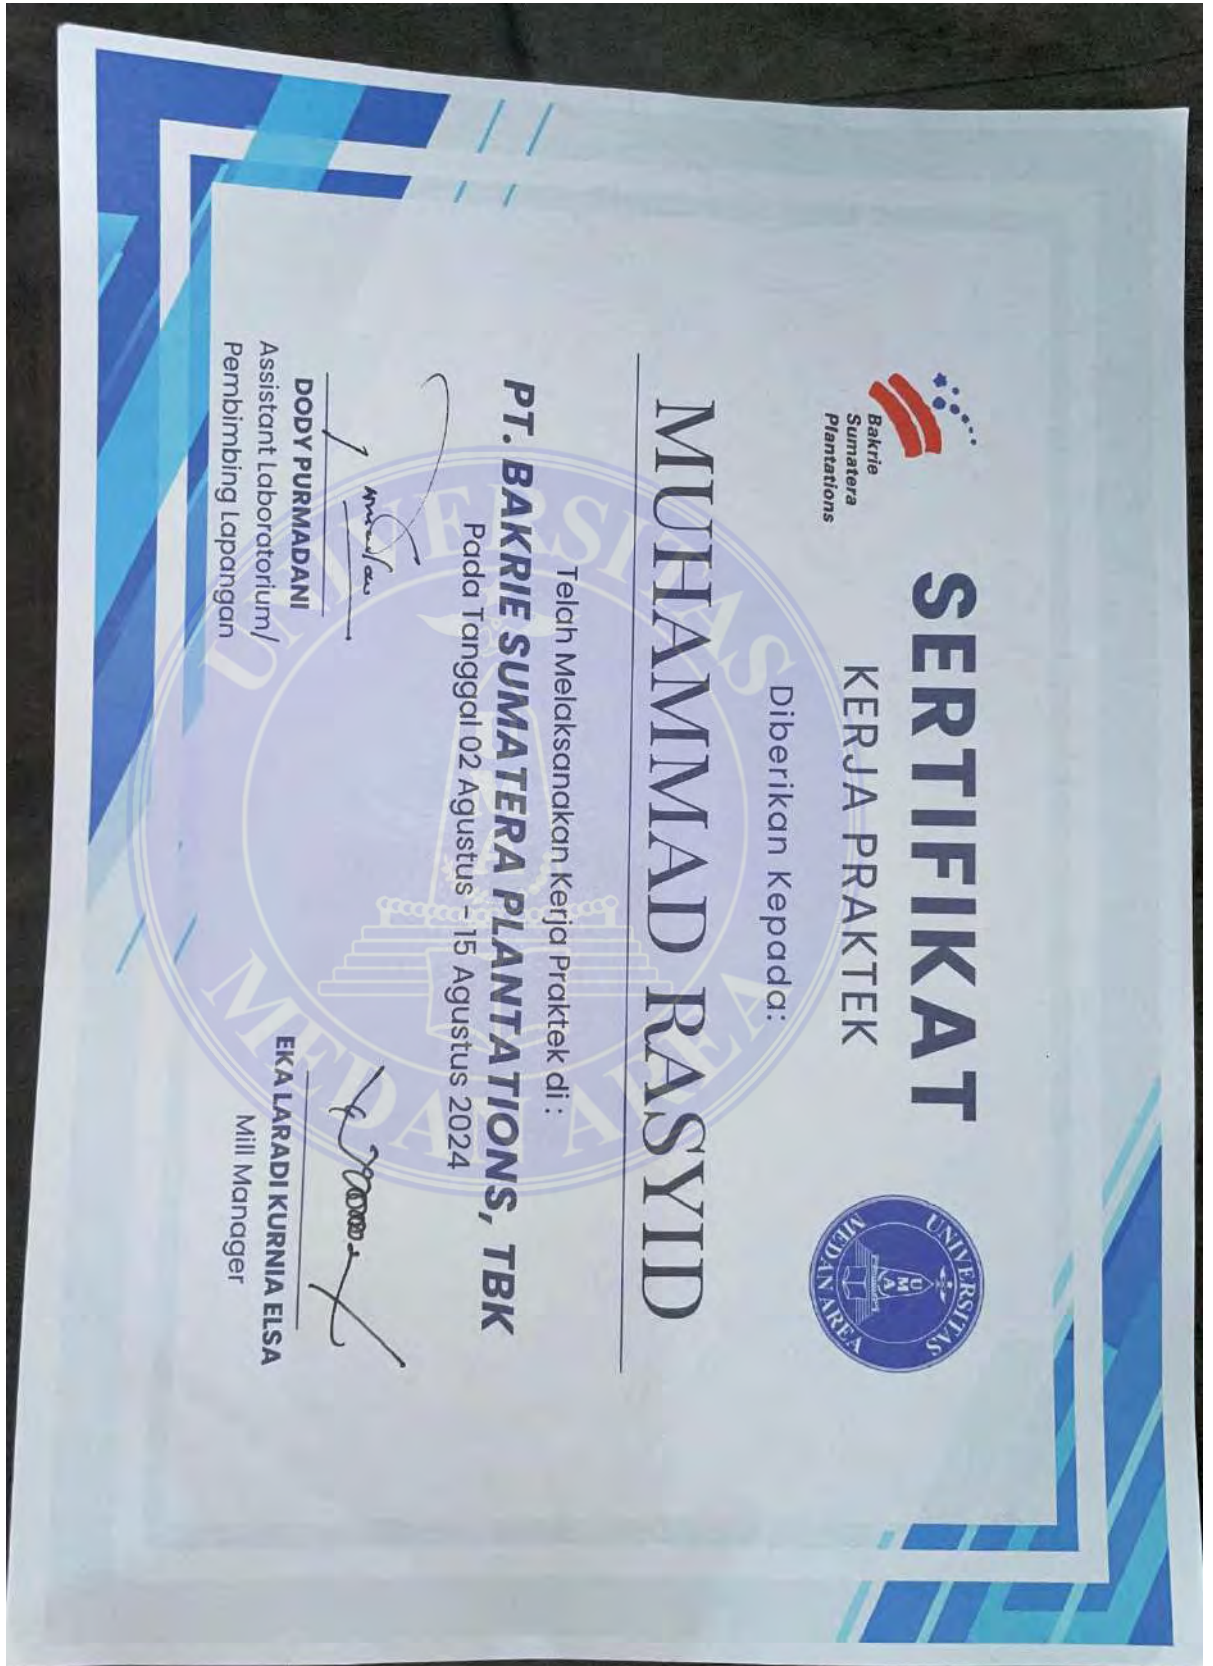 Bakrie
Sumatera
Plantations
SERTIFIKAT
KERJA PRAKTEK
UNIVERSITAS
MEDAN AREA
UMA
Diberikan Kepada:
MUHAMMAD RASYID
Telah Melaksanakan Kerja Praktek di :
PT. BAKRIE SUMATERA PLANTATIONS, TBK
Pada Tanggal 02 Agustus - 15 Agustus 2024
DODY PURMADANI
Assistant Laboratorium/
Pembimbing Lapangan
EKA LARADI KURNIA ELSA
Mill Manager
UNIVERSITAS
MEDAN AREA